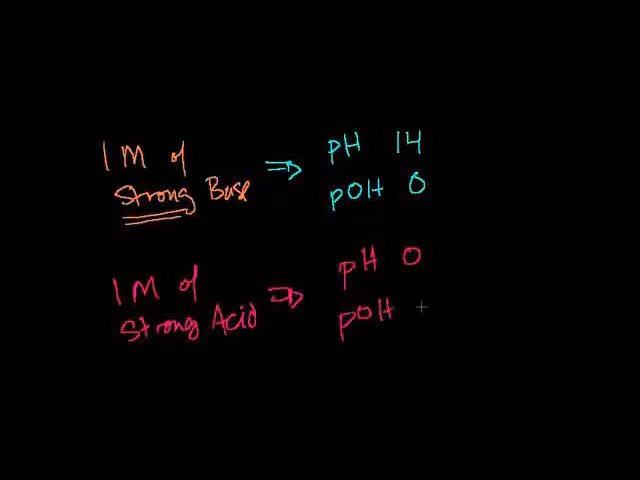 1 M of
Strong Base
⇒
pH 14
pOH 0
1 M of
Strong Acid
⇒
pH 0
pOH